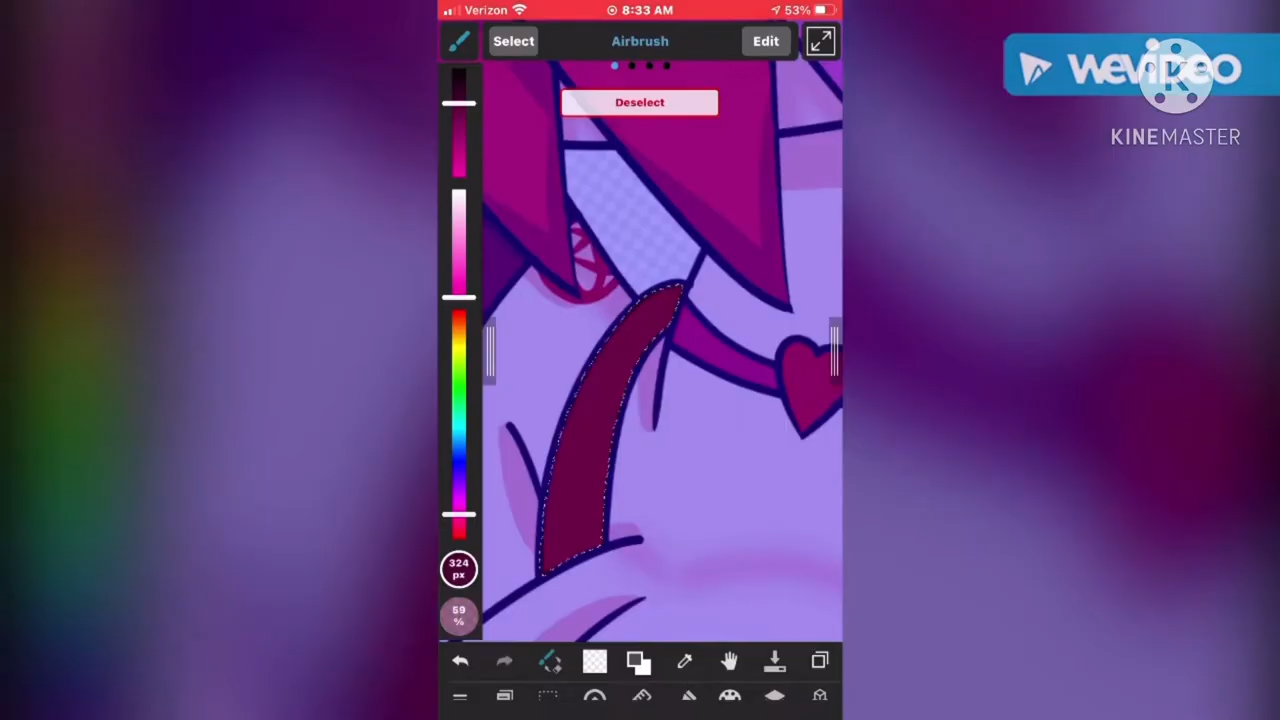 Verizon 8:33 AM 53%
Select Airbrush Edit
Deselect
324
px
59
%
WEVIDEO
K
KINEMASTER